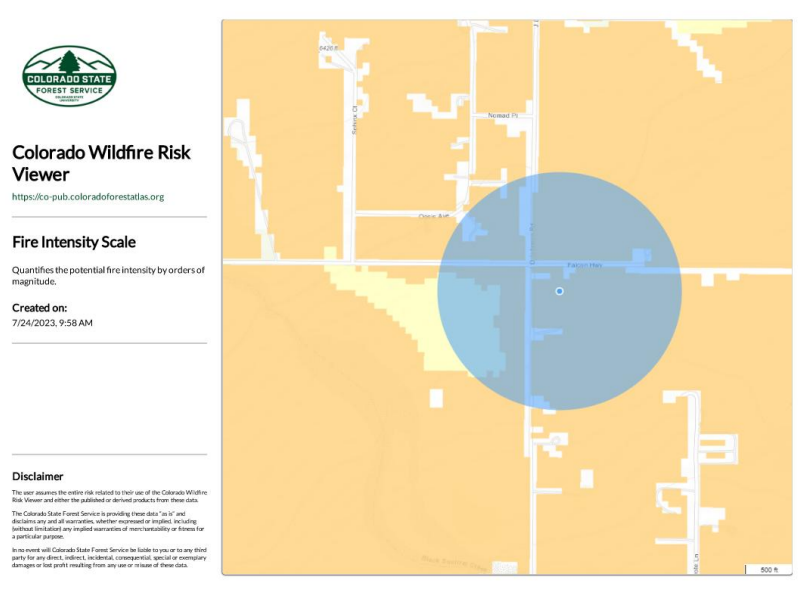 COLORADO STATE
FOREST SERVICE
COLORADO STATE
UNIVERSITY
Colorado Wildfire Risk
Viewer
https://co-pub.coloradoforestatlas.org
Fire Intensity Scale
Quantifies the potential fire intensity by orders of
magnitude.
Created on:
7/24/2023, 9:58 AM
Disclaimer
The user assumes the entire risk related to their use of the Colorado Wildfire
Risk Viewer and either the published or derived products from these data.
The Colorado State Forest Service is providing these data "as is" and
disclaims any and all warranties, whether expressed or implied, including
(without limitation) any implied warranties of merchantability or fitness for
a particular purpose.
In no event will Colorado State Forest Service be liable to you or to any third
party for any direct, indirect, incidental, consequential, special or exemplary
damages or lost profit resulting from any use or misuse of these data.
Nomad Pt
Falcon Hwy
500 ft